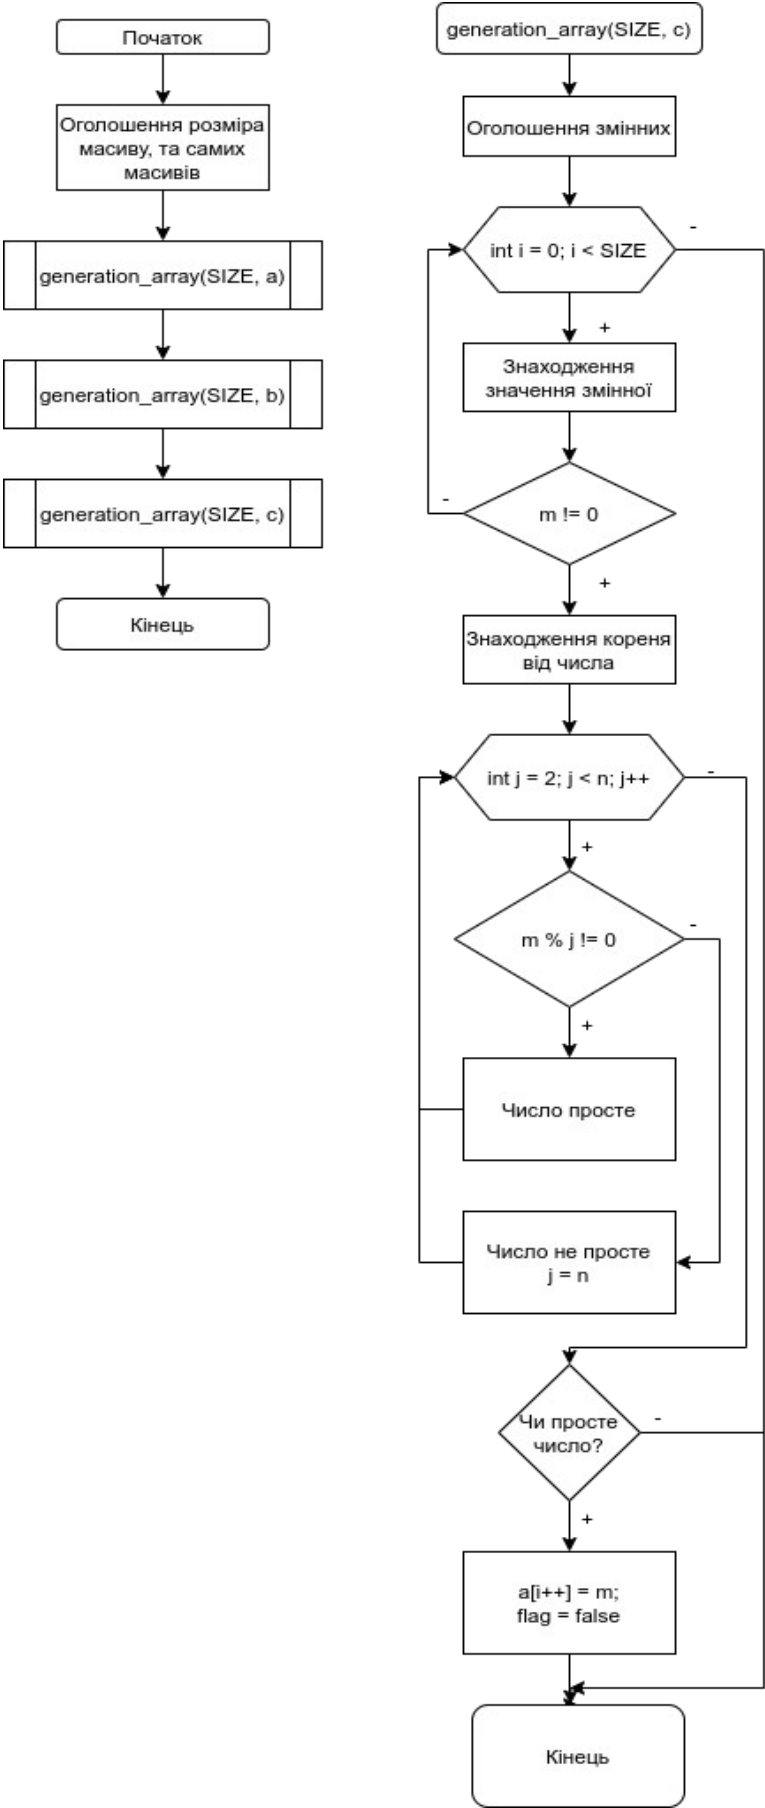 Початок
Оголошення розміра
масиву, та самих
масивів
generation_array(SIZE, a)
generation_array(SIZE, b)
generation_array(SIZE, c)
Кінець
generation_array(SIZE, c)
Оголошення змінних
int i = 0; i < SIZE
-
+
Знаходження
значення змінної
m != 0
-
+
Знаходження кореня
від числа
int j = 2; j < n; j++
-
+
m % j != 0
-
+
Число просте
Число не просте
j = n
Чи просте
число?
-
+
a[i++] = m;
flag = false
Кінець